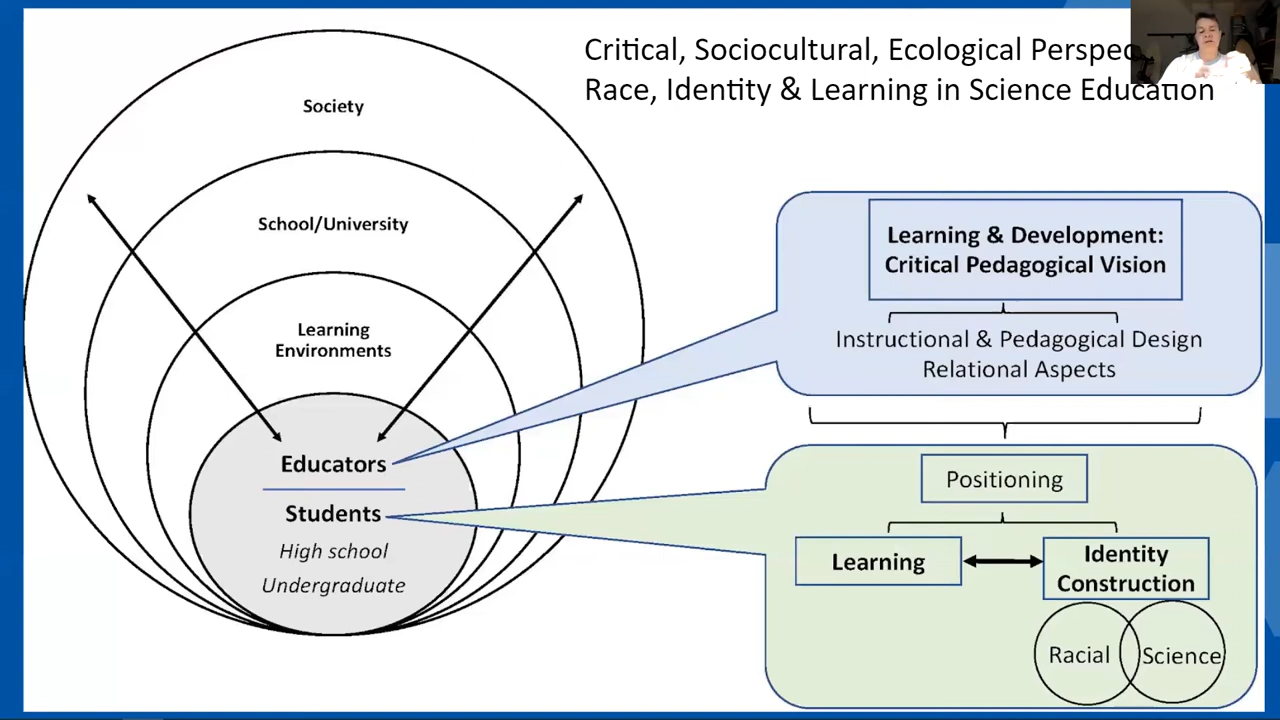 Critical, Sociocultural, Ecological
Race, Identity & Learning in Science Education
Society
School/University
Learning
Environments
Educators
Students
High school
Undergraduate
Learning & Development:
Critical Pedagogical Vision
Instructional & Pedagogical Design
Relational Aspects
Positioning
Learning
Identity
Construction
Racial
Science